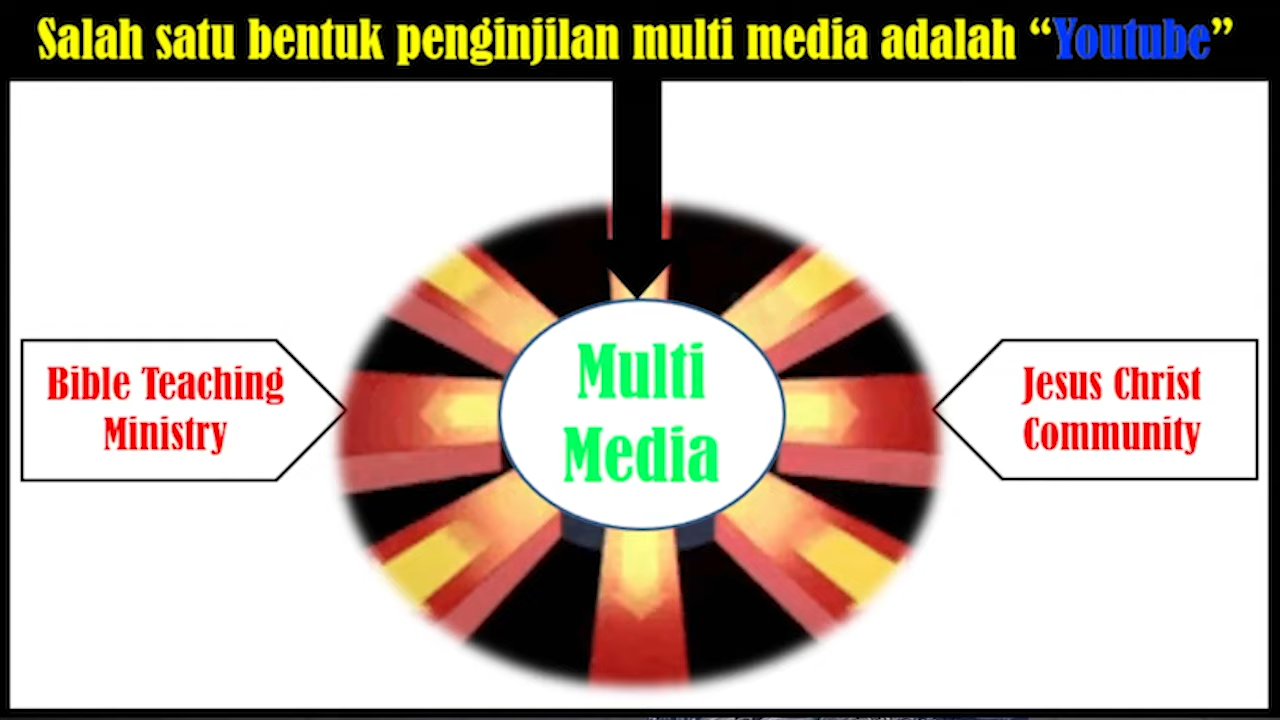 Salah satu bentuk penginjilan multi media adalah “Youtube”
Multi
Media
Bible Teaching
Ministry
Jesus Christ
Community